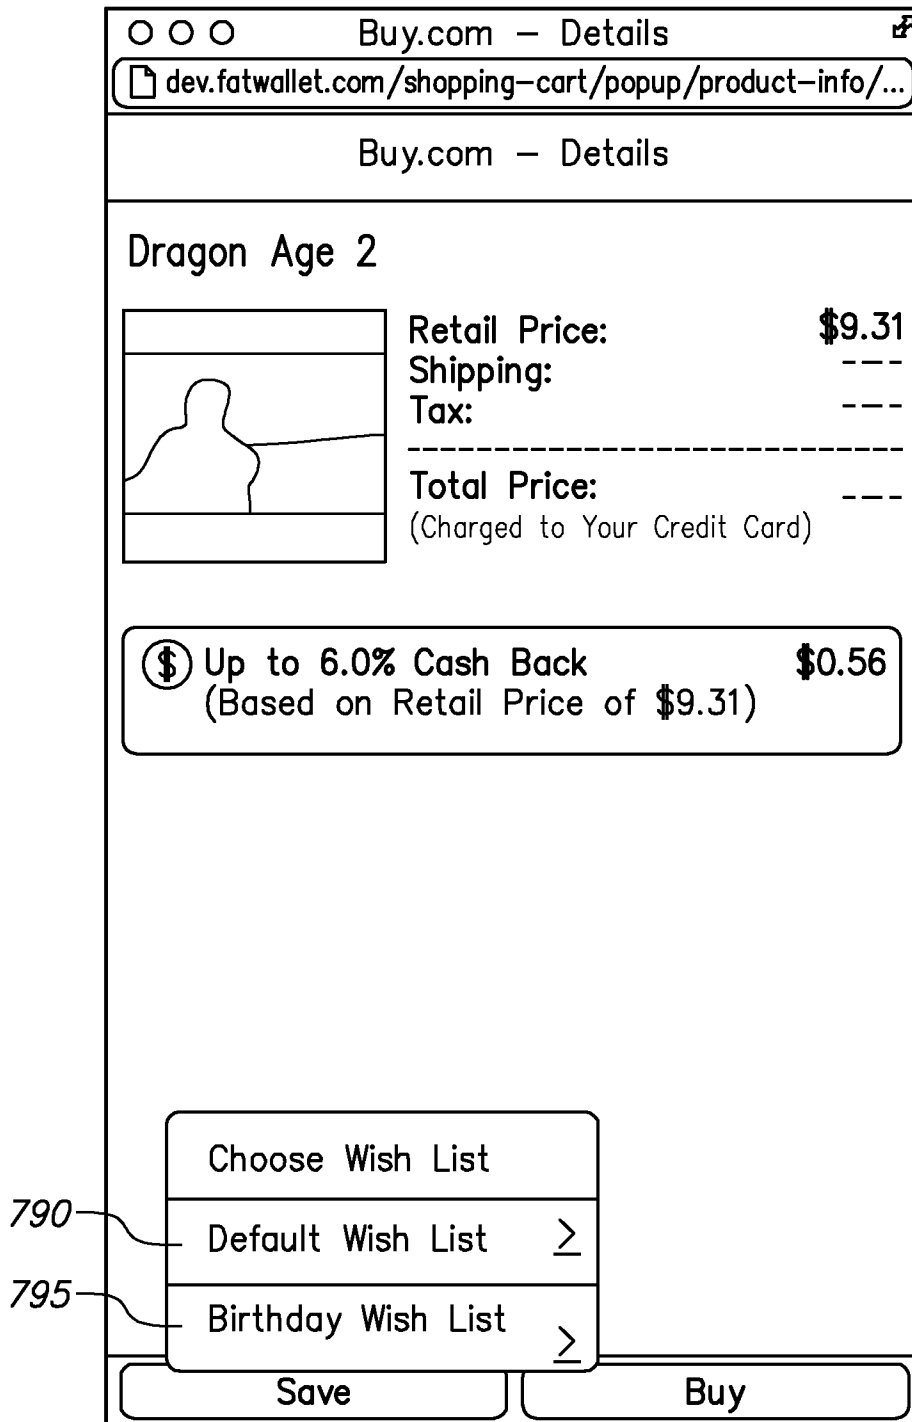 Buy.com – Details
dev.fatwallet.com/shopping-cart/popup/product-info/...
Buy.com – Details
Dragon Age 2
Retail Price: $9.31
Shipping: ---
Tax: ---
Total Price: ---
(Charged to Your Credit Card)
$ Up to 6.0% Cash Back $0.56
(Based on Retail Price of $9.31)
Choose Wish List
790 Default Wish List >
795 Birthday Wish List >
Save Buy